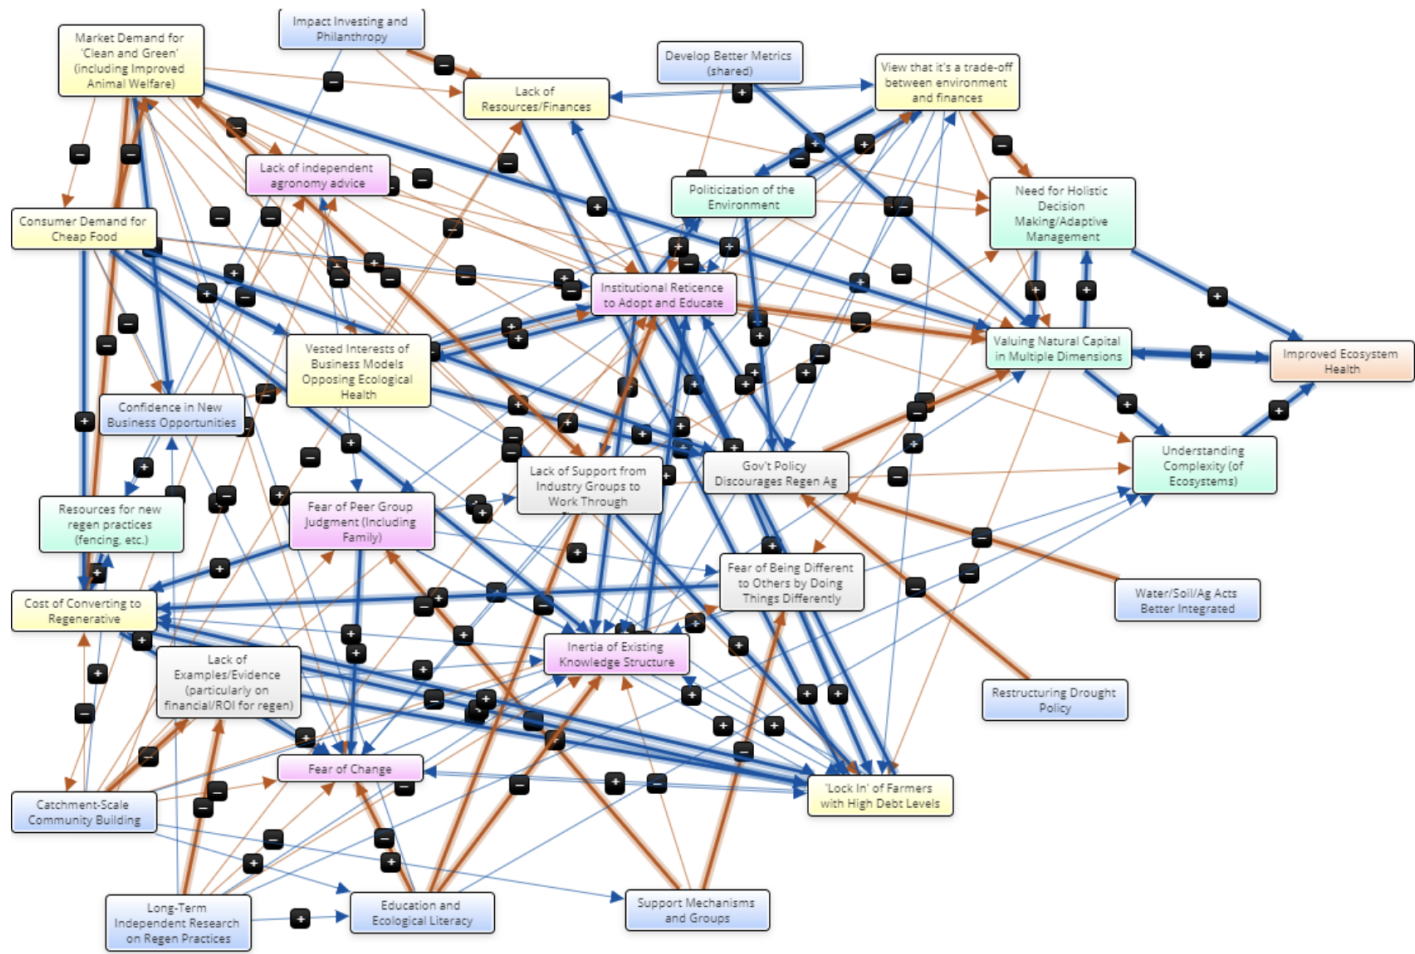 Market Demand for
'Clean and Green'
(including Improved
Animal Welfare)
Impact Investing and
Philanthropy
Develop Better Metrics
(shared)
View that it's a trade-off
between environment
and finances
Lack of
Resources/Finances
Lack of independent
agronomy advice
Politicization of the
Environment
Need for Holistic
Decision
Making/Adaptive
Management
Consumer Demand for
Cheap Food
Institutional Reticence
to Adopt and Educate
Valuing Natural Capital
in Multiple Dimensions
Improved Ecosystem
Health
Vested Interests of
Business Models
Opposing Ecological
Health
Confidence in New
Business Opportunities
Lack of Support from
Industry Groups to
Work Through
Gov't Policy
Discourages Regen Ag
Understanding
Complexity (of
Ecosystems)
Resources for new
regen practices
(fencing, etc.)
Fear of Peer Group
Judgment (Including
Family)
Fear of Being Different
to Others by Doing
Things Differently
Water/Soil/Ag Acts
Better Integrated
Cost of Converting to
Regenerative
Inertia of Existing
Knowledge Structure
Lack of
Examples/Evidence
(particularly on
financial/ROI for regen)
Restructuring Drought
Policy
Fear of Change
'Lock In' of Farmers
with High Debt Levels
Catchment-Scale
Community Building
Long-Term
Independent Research
on Regen Practices
Education and
Ecological Literacy
Support Mechanisms
and Groups